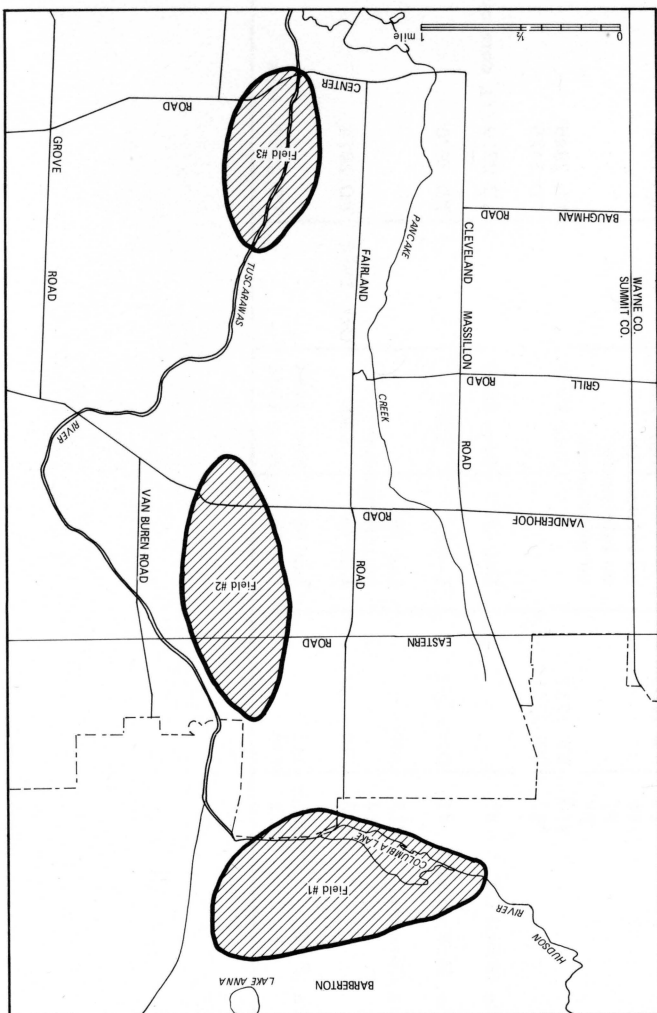 BARBERTON
LAKE ANNA
HUDSON
RIVER
Field #1
COLUMBIA LAKE
EASTERN
ROAD
Field #2
VAN BUREN ROAD
VANDERHOOF
ROAD
ROAD
RIVER
GRILL
ROAD
CLEVELAND MASSILLON ROAD
PANCAKE
CREEK
FAIRLAND
TUSCARAWAS
WAYNE CO.
SUMMIT CO.
BAUGHMAN
ROAD
Field #3
GROVE ROAD
CENTER
ROAD
0 ½ 1 mile